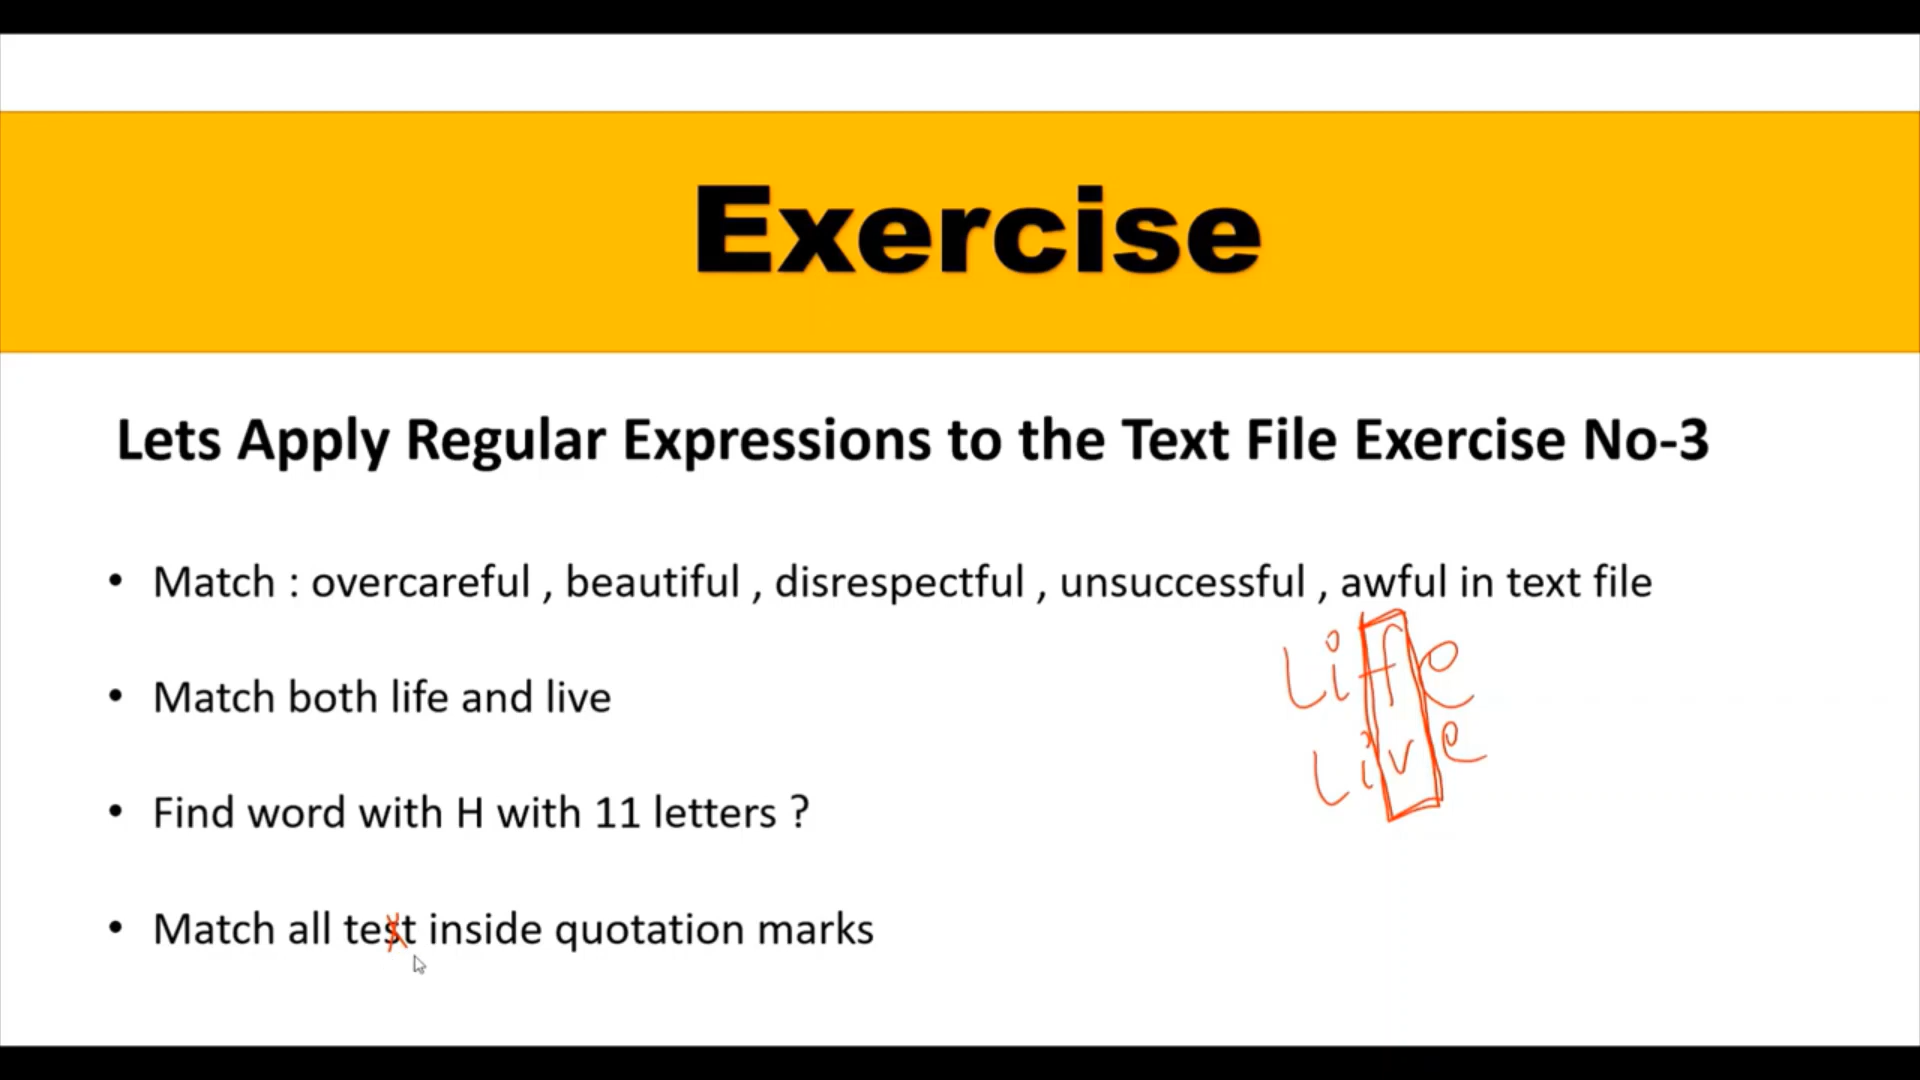 Exercise
Lets Apply Regular Expressions to the Text File Exercise No-3
• Match : overcareful , beautiful , disrespectful , unsuccessful , awful in text file
Life
• Match both life and live
Live
• Find word with H with 11 letters ?
• Match all text inside quotation marks